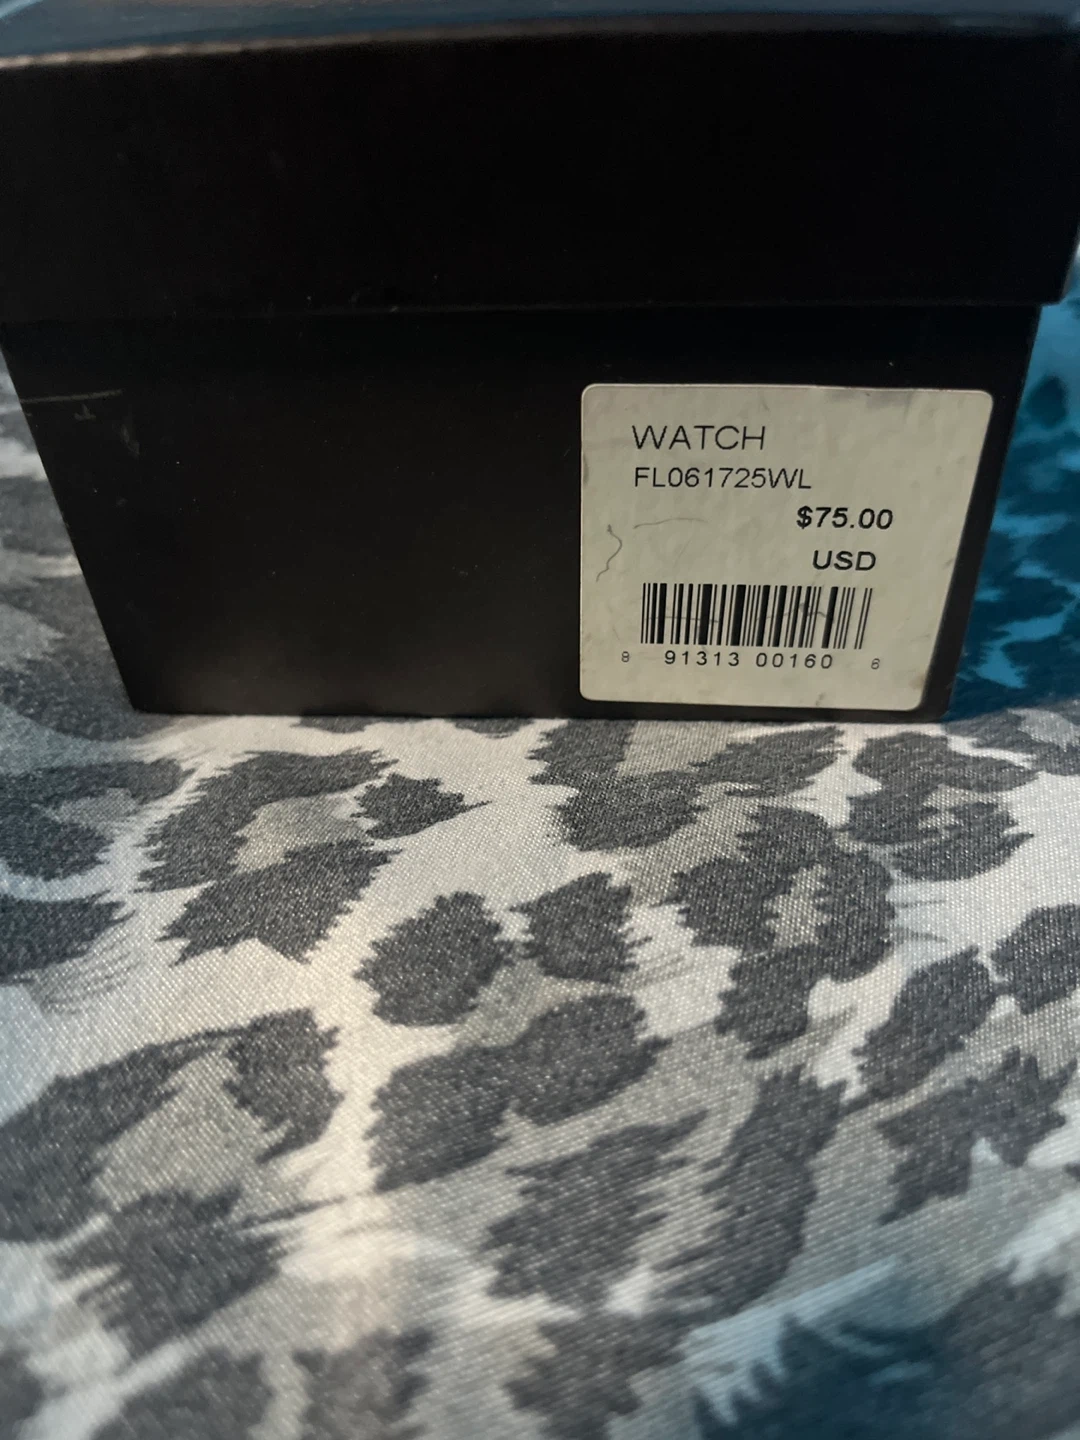 WATCH
FL061725WL
$75.00
USD
8 91313 00160 6